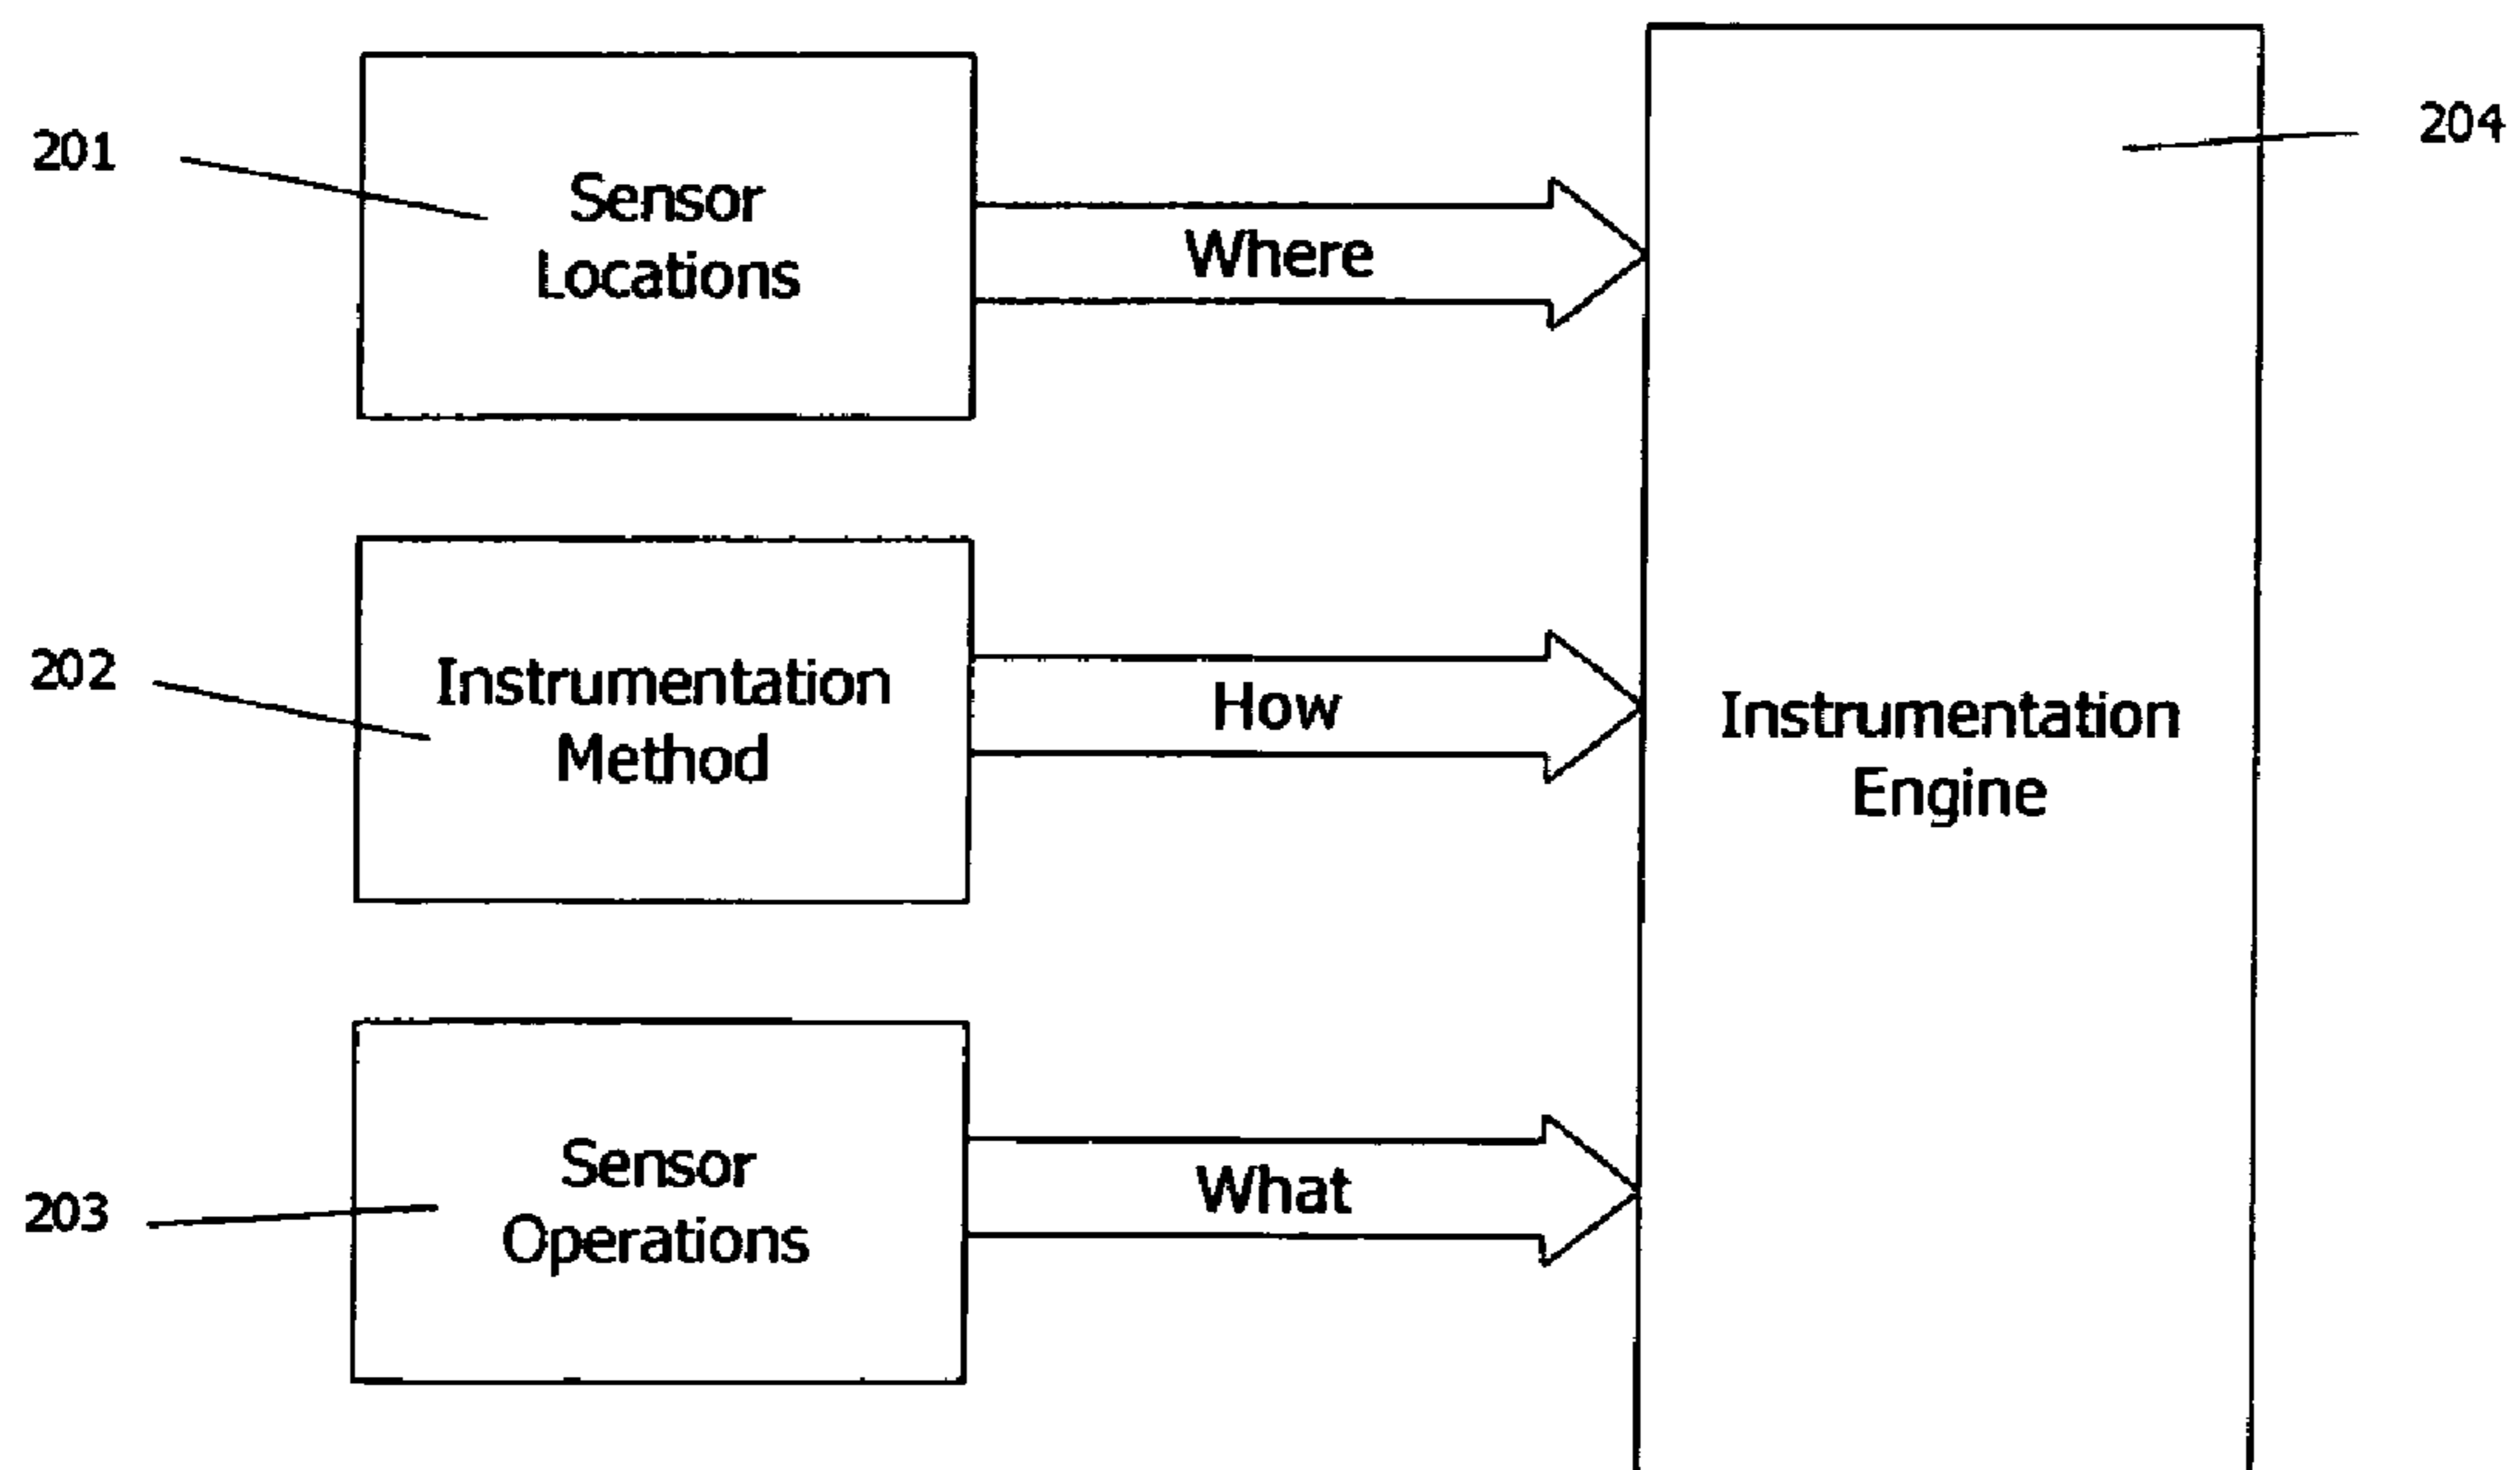 201
Sensor
Locations
Where
204
202
Instrumentation
Method
How
Instrumentation
Engine
203
Sensor
Operations
What